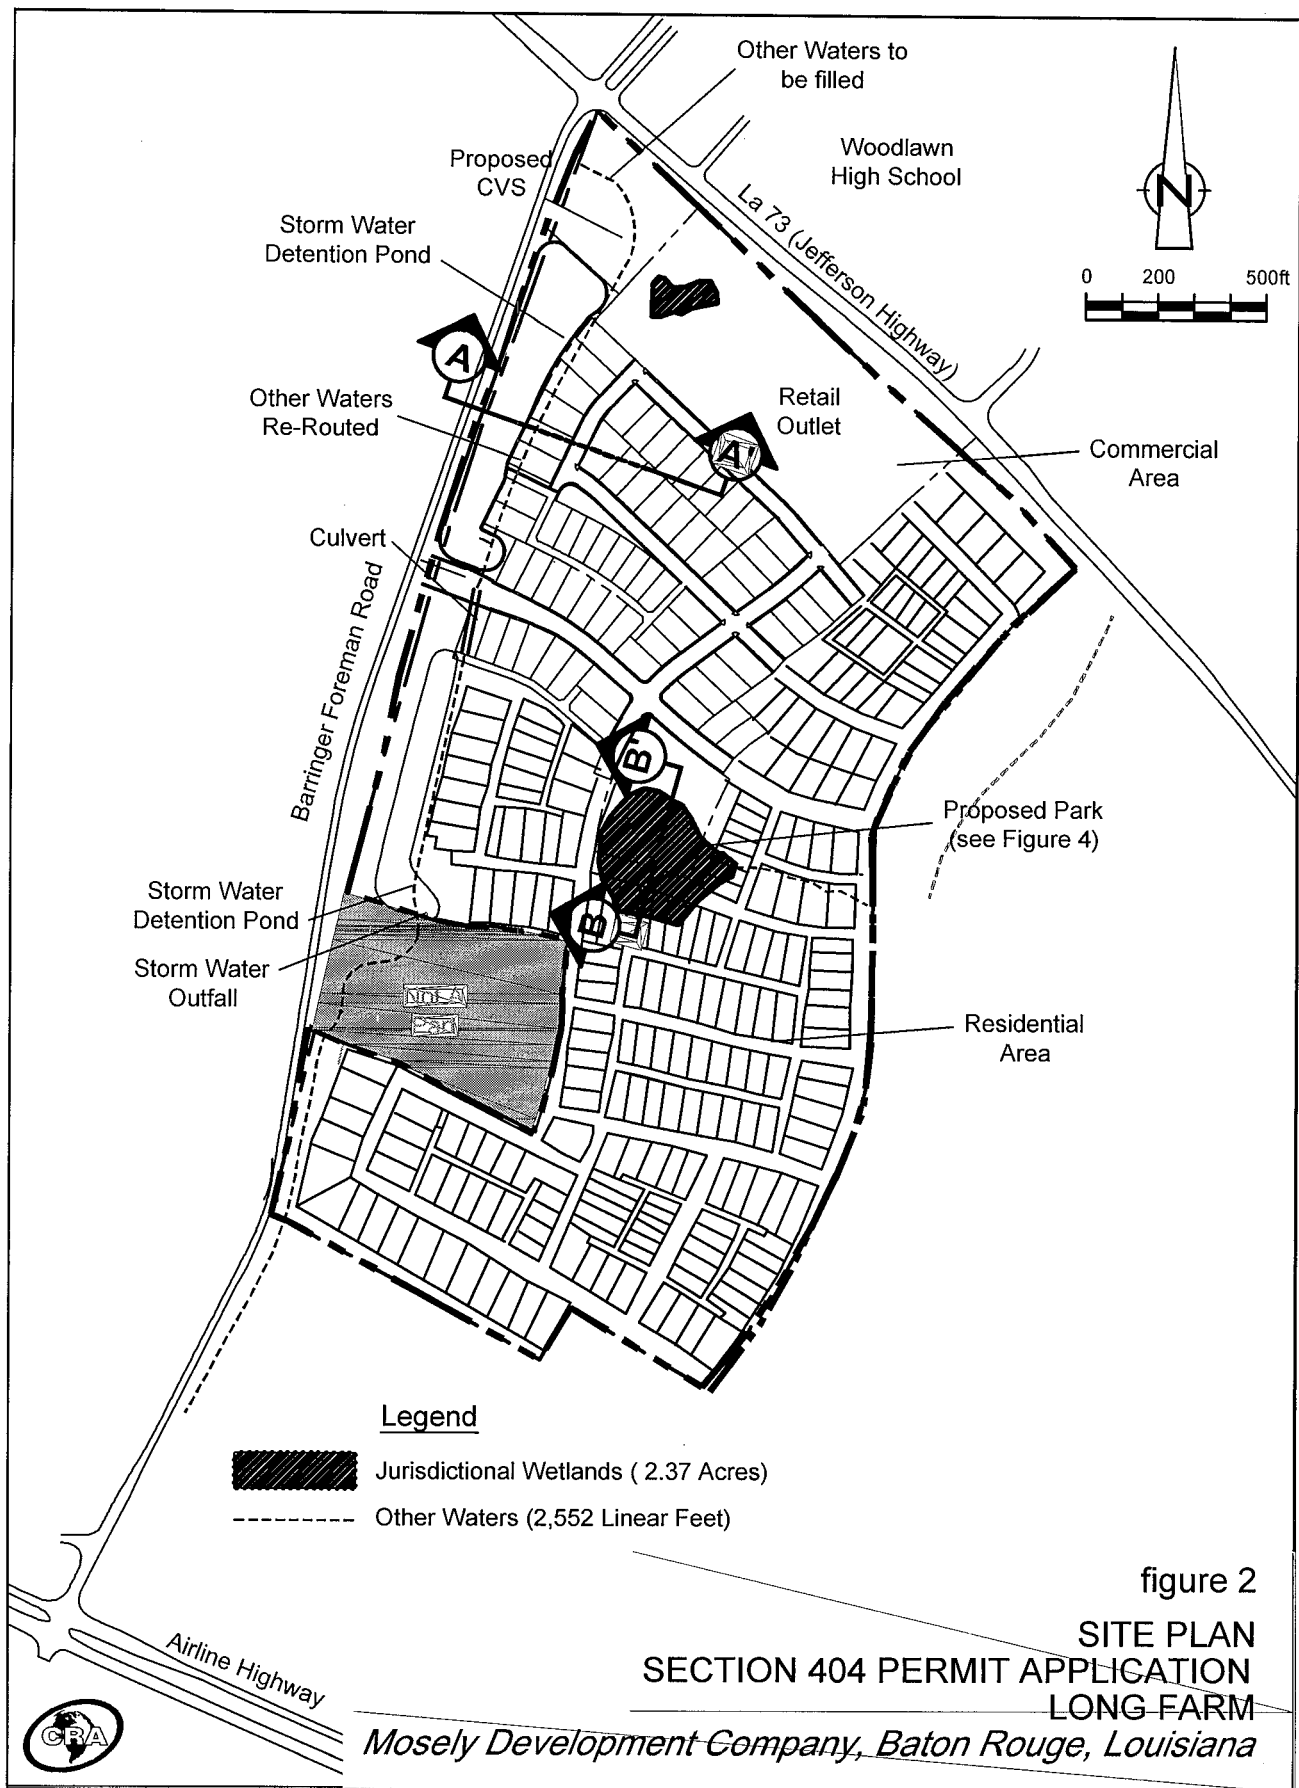 Other Waters to
be filled
Woodlawn
High School
Proposed
CVS
N
La 73 (Jefferson Highway)
Storm Water
Detention Pond
0 200 500ft
A
Other Waters
Re-Routed
Retail
Outlet
A'
Commercial
Area
Culvert
Barringer Foreman Road
B'
Proposed Park
(see Figure 4)
Storm Water
Detention Pond
B
Storm Water
Outfall
Not A
Part
Residential
Area
Legend
Jurisdictional Wetlands ( 2.37 Acres)
Other Waters (2,552 Linear Feet)
figure 2
SITE PLAN
SECTION 404 PERMIT APPLICATION
LONG FARM
Mosely Development Company, Baton Rouge, Louisiana
Airline Highway
CRA